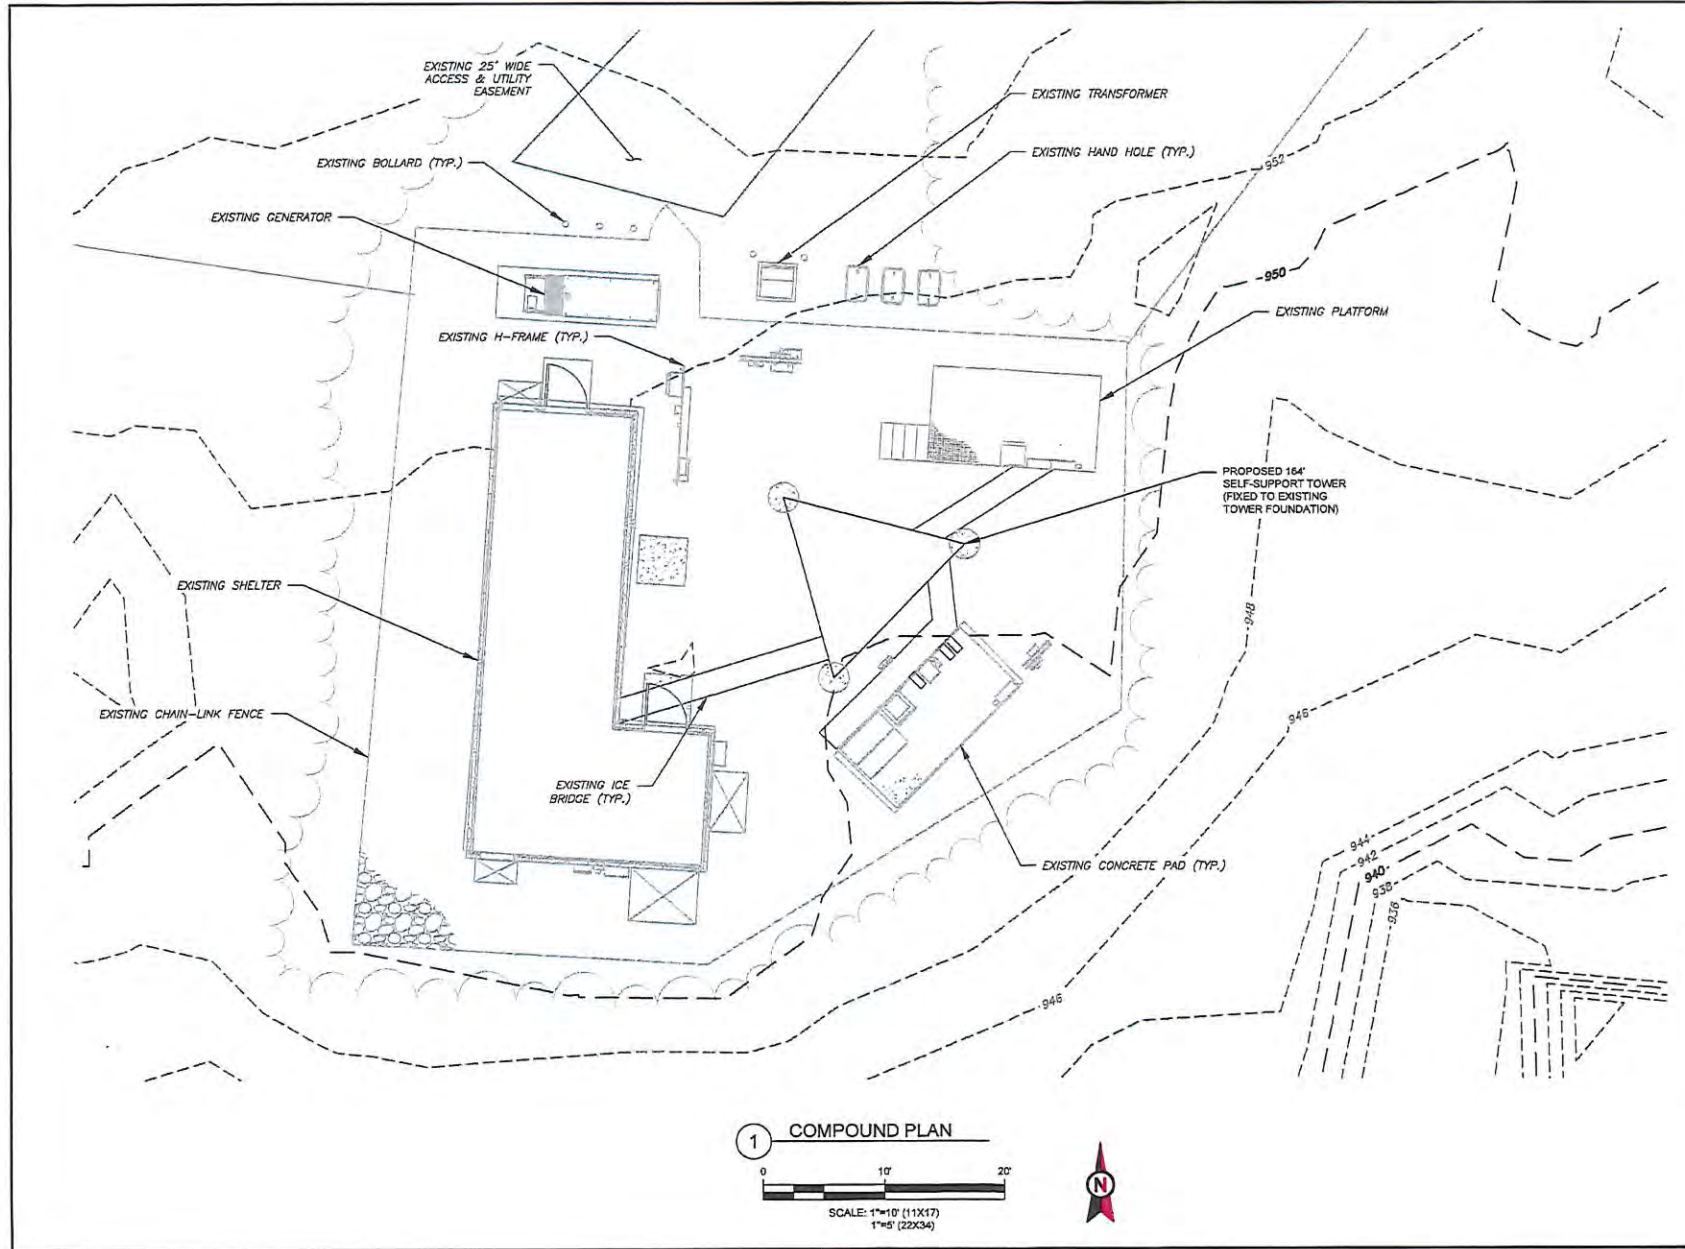 EXISTING 25' WIDE
ACCESS & UTILITY
EASEMENT
EXISTING TRANSFORMER
EXISTING BOLLARD (TYP.)
EXISTING HAND HOLE (TYP.)
952
EXISTING GENERATOR
950
EXISTING PLATFORM
EXISTING H-FRAME (TYP.)
PROPOSED 164'
SELF-SUPPORT TOWER
(FIXED TO EXISTING
TOWER FOUNDATION)
EXISTING SHELTER
948
EXISTING CHAIN-LINK FENCE
946
EXISTING ICE
BRIDGE (TYP.)
944
942
940
938
936
EXISTING CONCRETE PAD (TYP.)
946
1 COMPOUND PLAN
0 10' 20'
SCALE: 1"=10' (11X17)
1"=5' (22X34)
N